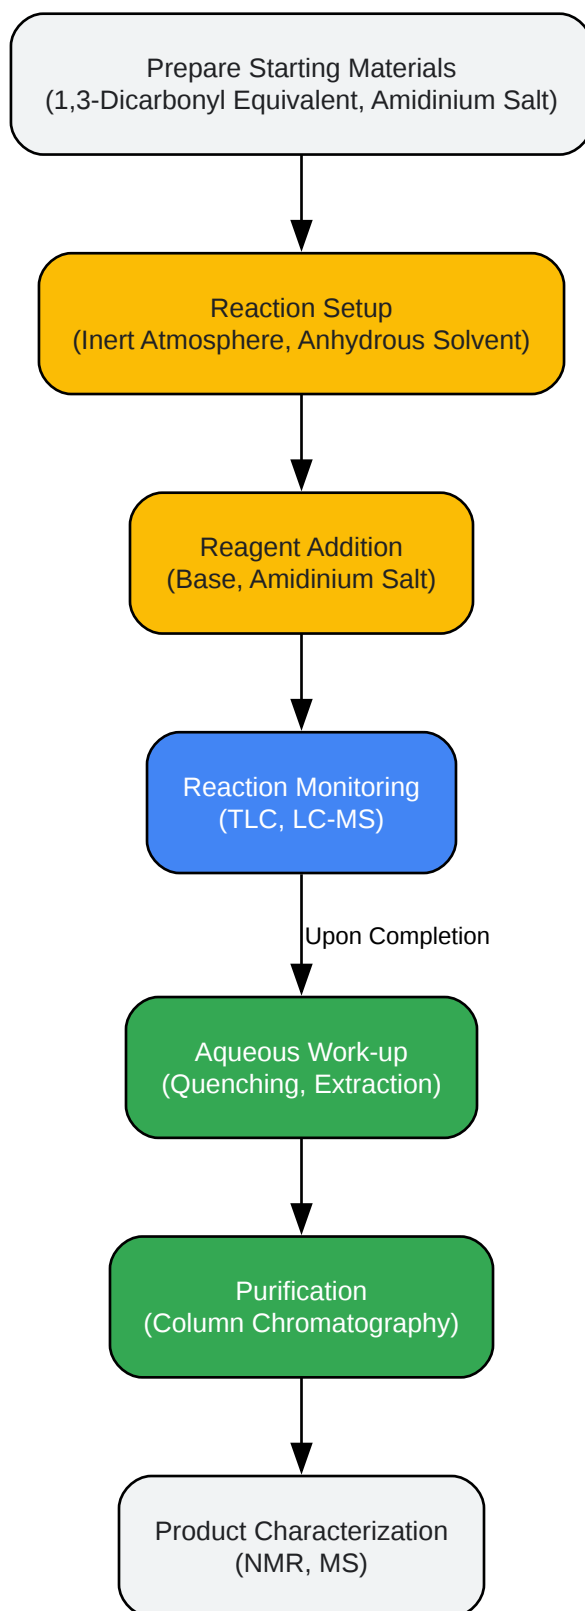 Prepare Starting Materials
(1,3-Dicarbonyl Equivalent, Amidinium Salt)
Reaction Setup
(Inert Atmosphere, Anhydrous Solvent)
Reagent Addition
(Base, Amidinium Salt)
Reaction Monitoring
(TLC, LC-MS)
Upon Completion
Aqueous Work-up
(Quenching, Extraction)
Purification
(Column Chromatography)
Product Characterization
(NMR, MS)